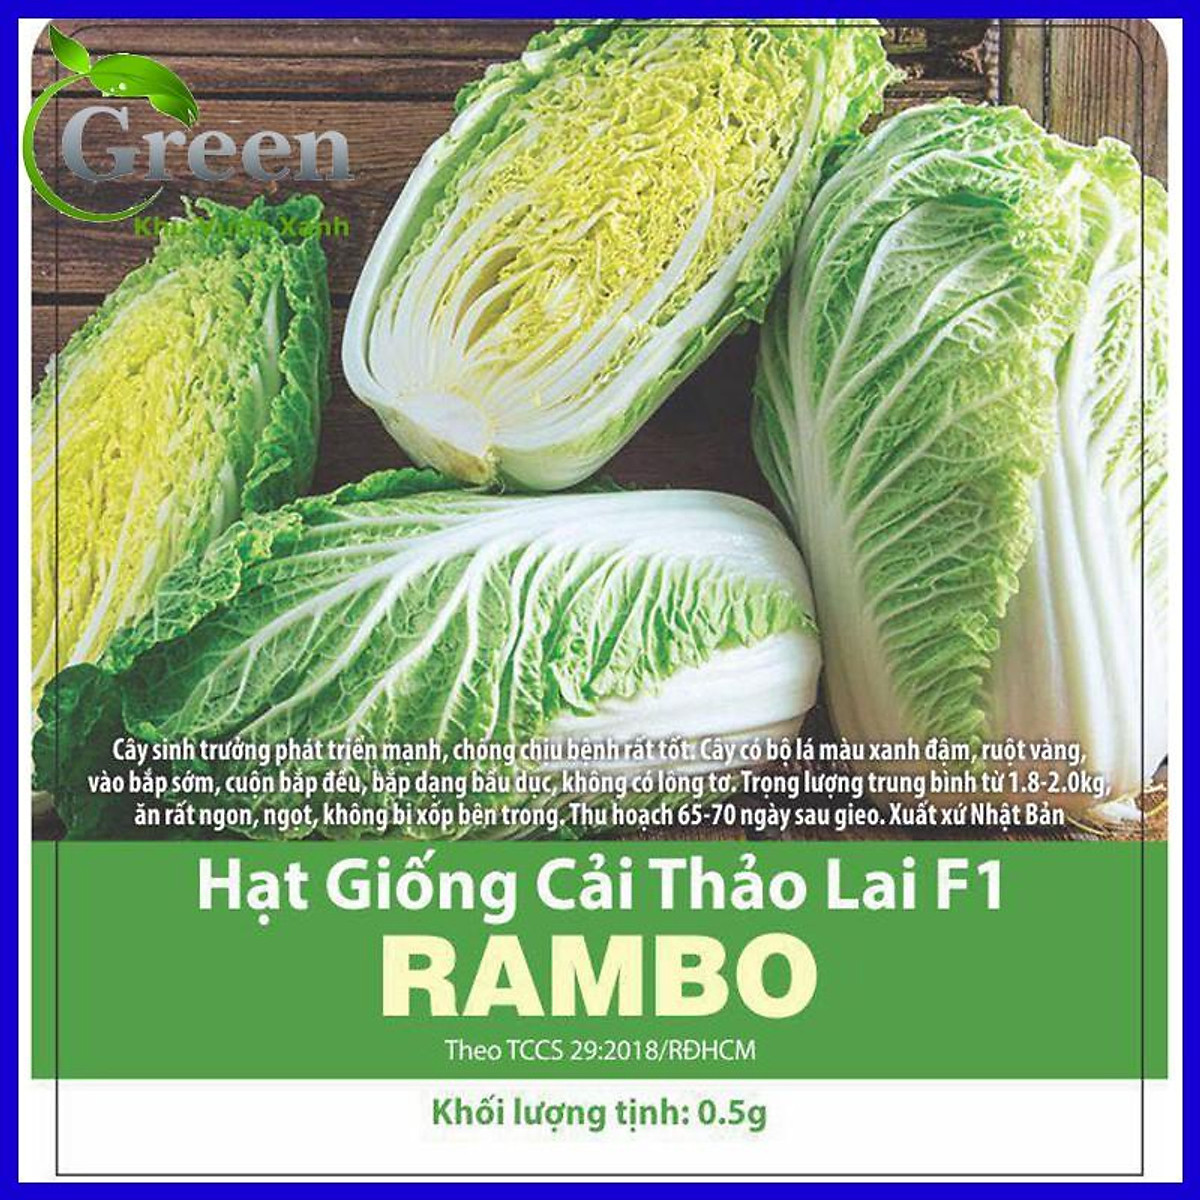 Green
Khu Vườn Xanh
Cây sinh trưởng phát triển mạnh, chống chịu bệnh rất tốt. Cây có bộ lá màu xanh đậm, ruột vàng,
vào bắp sớm, cuộn bắp đều, bắp dạng bầu dục, không có lông tơ. Trọng lượng trung bình từ 1.8-2.0kg,
ăn rất ngon, ngọt, không bị xốp bên trong. Thu hoạch 65-70 ngày sau gieo. Xuất xứ Nhật Bản
Hạt Giống Cải Thảo Lai F1
RAMBO
Theo TCCS 29:2018/RĐHCM
Khối lượng tịnh: 0.5g